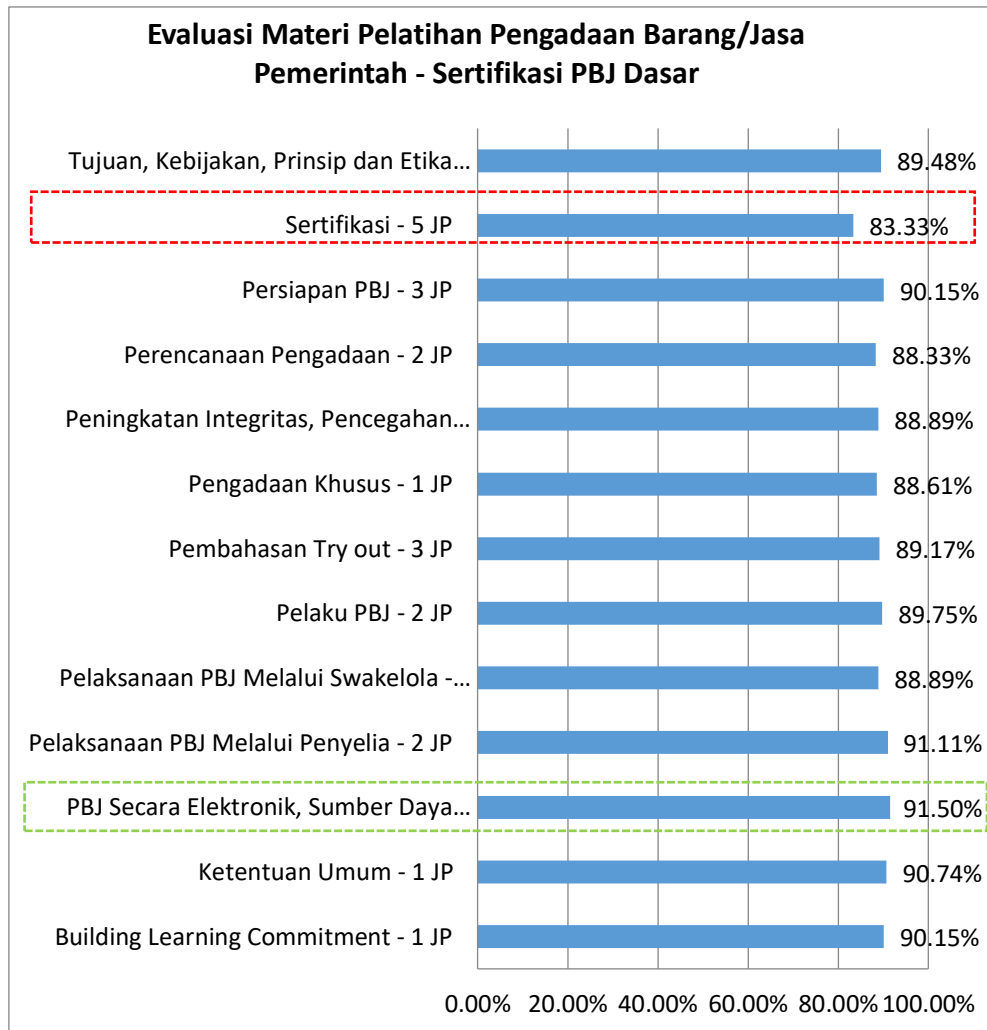 Evaluasi Materi Pelatihan Pengadaan Barang/Jasa
Pemerintah - Sertifikasi PBJ Dasar
Tujuan, Kebijakan, Prinsip dan Etika... 89.48%
Sertifikasi - 5 JP 83.33%
Persiapan PBJ - 3 JP 90.15%
Perencanaan Pengadaan - 2 JP 88.33%
Peningkatan Integritas, Pencegahan... 88.89%
Pengadaan Khusus - 1 JP 88.61%
Pembahasan Try out - 3 JP 89.17%
Pelaku PBJ - 2 JP 89.75%
Pelaksanaan PBJ Melalui Swakelola -... 88.89%
Pelaksanaan PBJ Melalui Penyelia - 2 JP 91.11%
PBJ Secara Elektronik, Sumber Daya... 91.50%
Ketentuan Umum - 1 JP 90.74%
Building Learning Commitment - 1 JP 90.15%
0.00% 20.00% 40.00% 60.00% 80.00% 100.00%